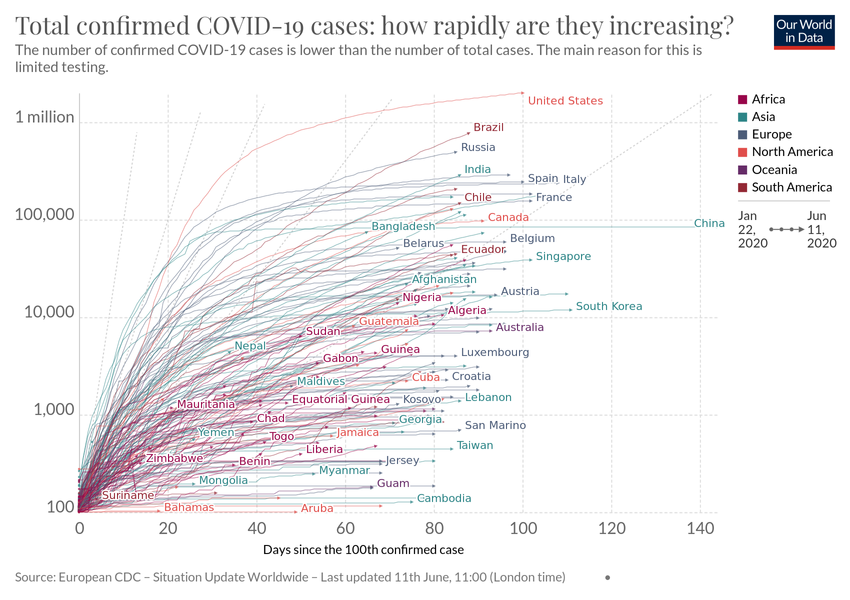 Total confirmed COVID-19 cases: how rapidly are they increasing?
Our World
in Data
The number of confirmed COVID-19 cases is lower than the number of total cases. The main reason for this is
limited testing.
1 million
100,000
10,000
1,000
100
United States
Brazil
Russia
India
Spain
Italy
Chile
France
Canada
Bangladesh
China
Belarus
Belgium
Ecuador
Singapore
Afghanistan
Nigeria
Austria
Algeria
South Korea
Guatemala
Sudan
Australia
Nepal
Guinea
Gabon
Luxembourg
Maldives
Cuba
Croatia
Mauritania
Equatorial Guinea
Kosovo
Lebanon
Chad
Georgia
Yemen
Togo
Jamaica
San Marino
Liberia
Taiwan
Zimbabwe
Benin
Jersey
Myanmar
Mongolia
Guam
Suriname
Cambodia
Bahamas
Aruba
Africa
Asia
Europe
North America
Oceania
South America
Jan
22,
2020
Jun
11,
2020
0 20 40 60 80 100 120 140
Days since the 100th confirmed case
Source: European CDC – Situation Update Worldwide – Last updated 11th June, 11:00 (London time)